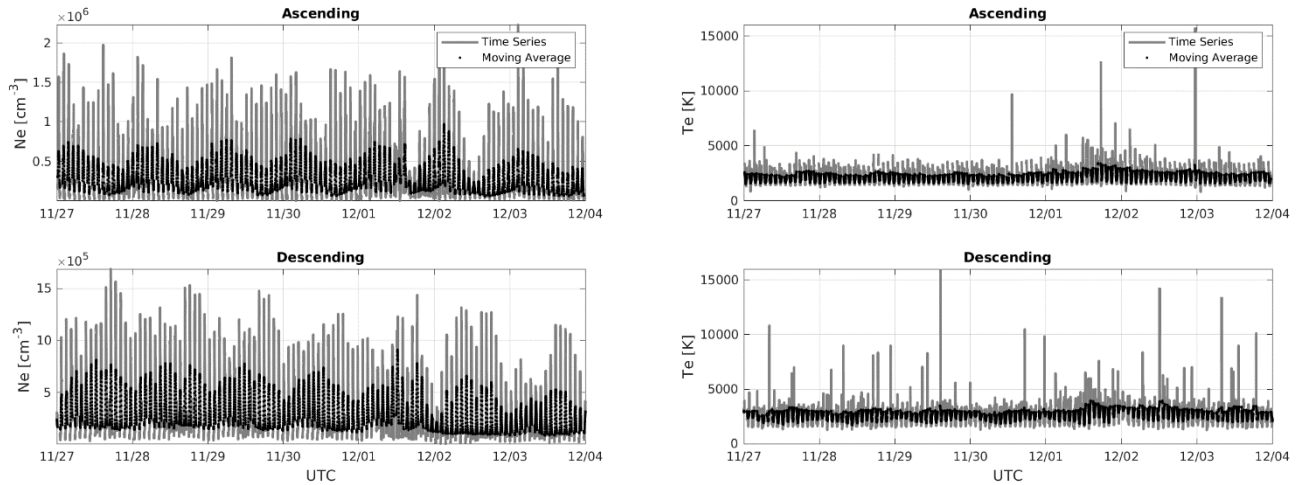 Ascending
×10⁶
Ne [cm⁻³]
2
1.5
1
0.5
Time Series
Moving Average
11/27 11/28 11/29 11/30 12/01 12/02 12/03 12/04
Ascending
Te [K]
15000
10000
5000
0
Time Series
Moving Average
11/27 11/28 11/29 11/30 12/01 12/02 12/03 12/04
Descending
×10⁵
Ne [cm⁻³]
15
10
5
11/27 11/28 11/29 11/30 12/01 12/02 12/03 12/04
UTC
Descending
Te [K]
15000
10000
5000
0
11/27 11/28 11/29 11/30 12/01 12/02 12/03 12/04
UTC